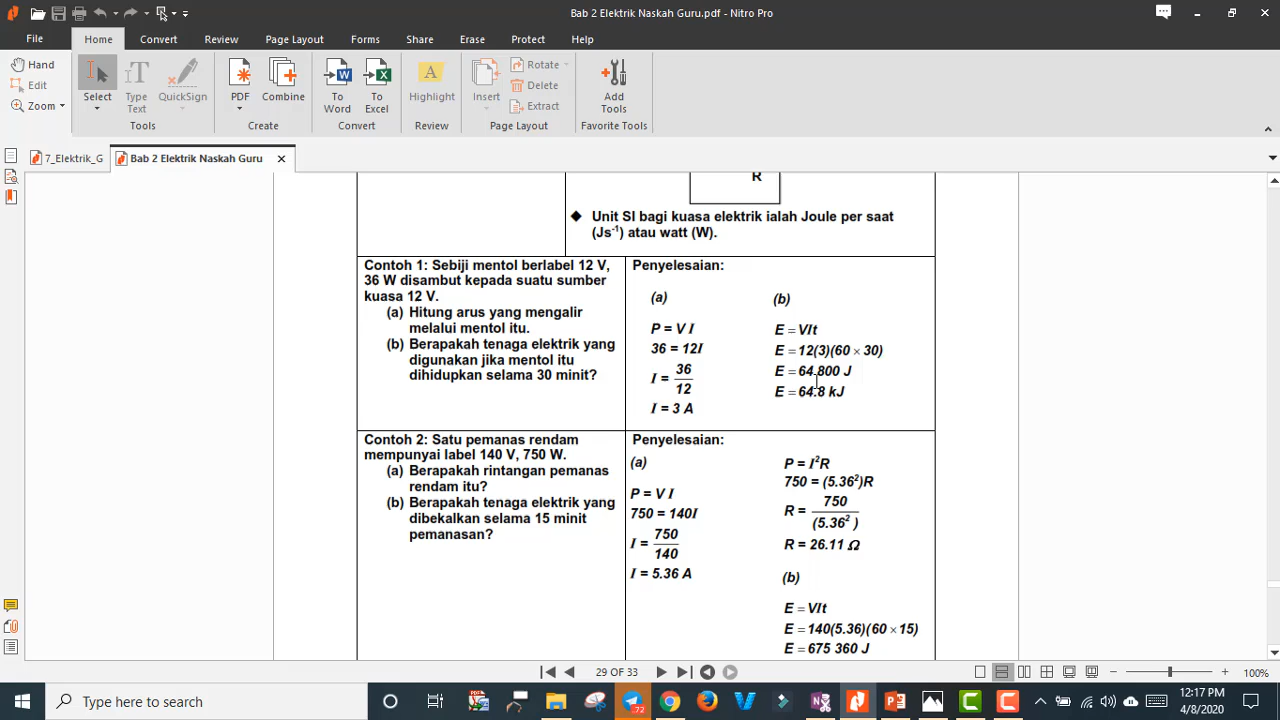 Bab 2 Elektrik Naskah Guru.pdf - Nitro Pro
File Home Convert Review Page Layout Forms Share Erase Protect Help
Hand
Edit
Zoom
Select
Type Text
QuickSign
Tools
PDF
Combine
Create
To Word
To Excel
Convert
Highlight
Review
Insert
Rotate
Delete
Extract
Page Layout
Add Tools
Favorite Tools
7_Elektrik_G
Bab 2 Elektrik Naskah Guru
R
◆ Unit SI bagi kuasa elektrik ialah Joule per saat
(Js⁻¹) atau watt (W).
Contoh 1: Sebiji mentol berlabel 12 V,
36 W disambut kepada suatu sumber
kuasa 12 V.
(a) Hitung arus yang mengalir
melalui mentol itu.
(b) Berapakah tenaga elektrik yang
digunakan jika mentol itu
dihidupkan selama 30 minit?
Penyelesaian:
(a)
P = V I
36 = 12I
I = 36/12
I = 3 A
(b)
E = VIt
E = 12(3)(60 × 30)
E = 64.800 J
E = 64.8 kJ
Contoh 2: Satu pemanas rendam
mempunyai label 140 V, 750 W.
(a) Berapakah rintangan pemanas
rendam itu?
(b) Berapakah tenaga elektrik yang
dibekalkan selama 15 minit
pemanasan?
Penyelesaian:
(a)
P = V I
750 = 140I
I = 750/140
I = 5.36 A
P = I²R
750 = (5.36²)R
R = 750/(5.36²)
R = 26.11 Ω
(b)
E = VIt
E = 140(5.36)(60 × 15)
E = 675 360 J
29 OF 33
100%
Type here to search
72
12:17 PM
4/8/2020